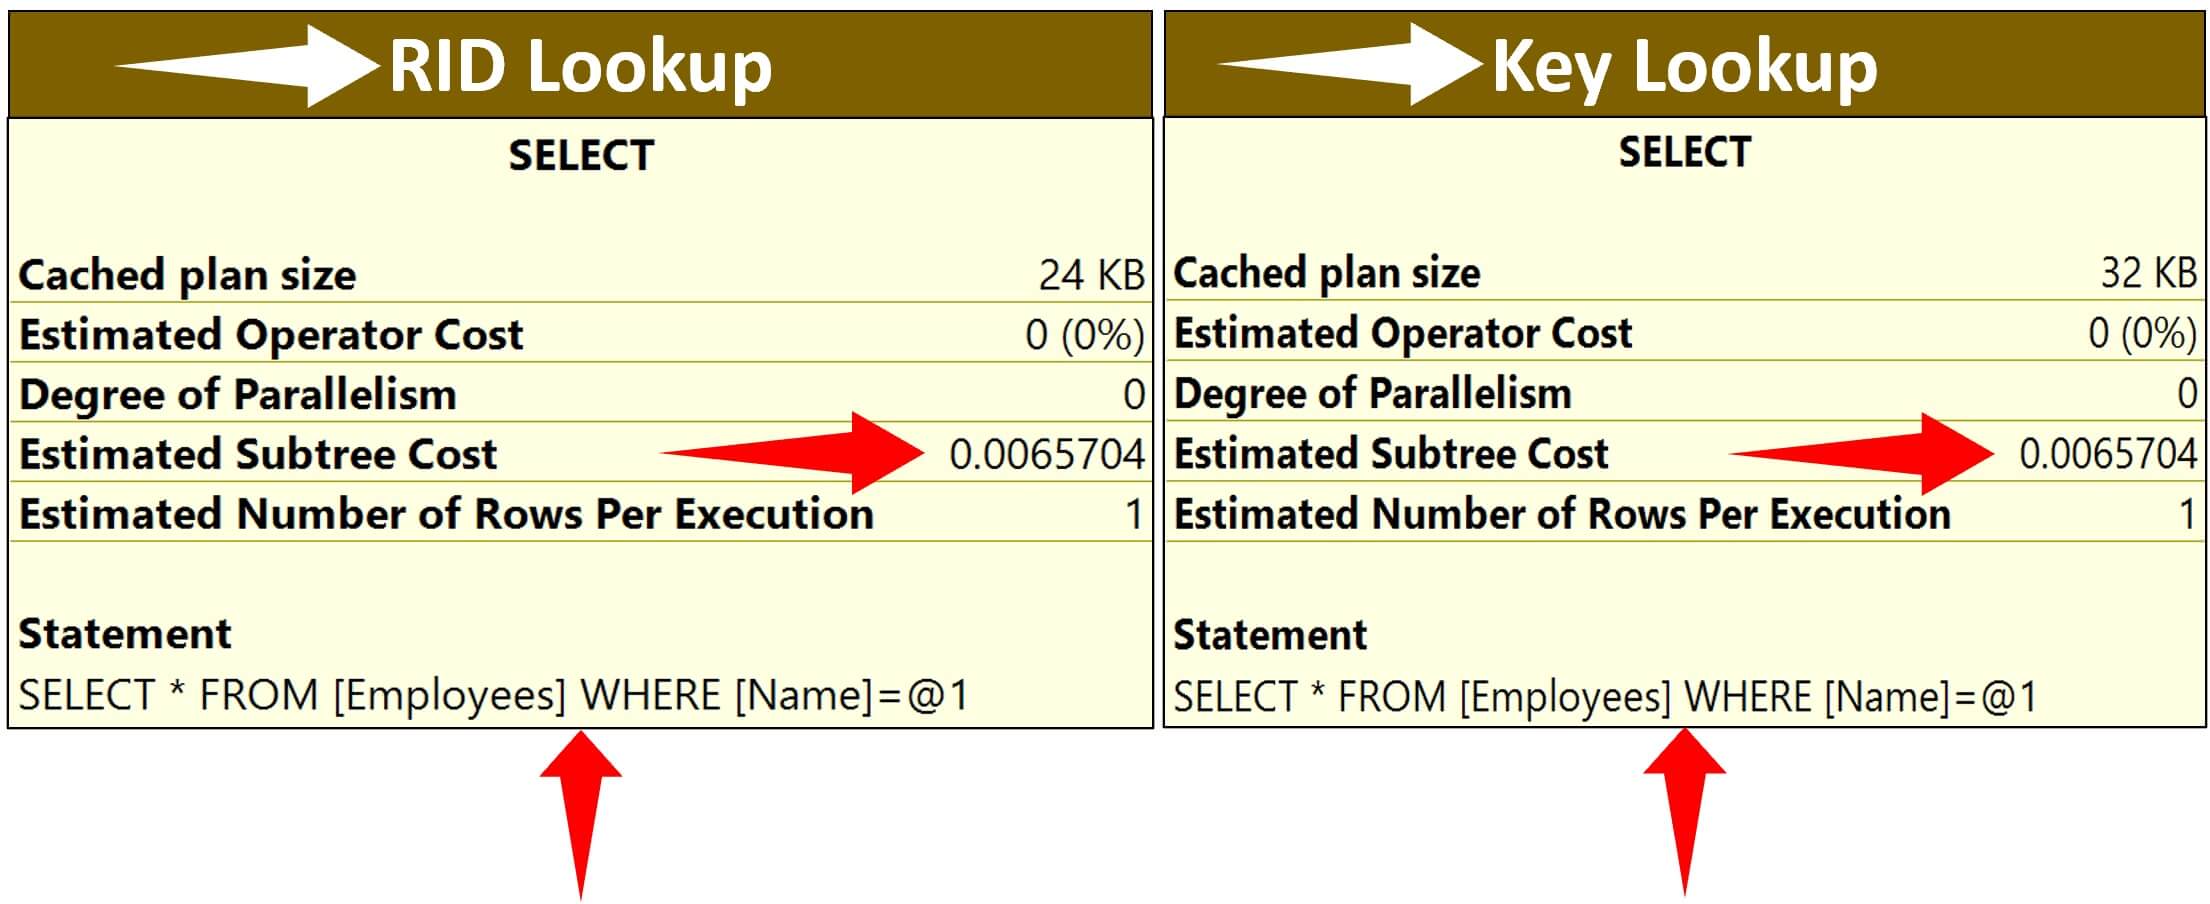 RID Lookup
SELECT
Cached plan size 24 KB
Estimated Operator Cost 0 (0%)
Degree of Parallelism 0
Estimated Subtree Cost 0.0065704
Estimated Number of Rows Per Execution 1
Statement
SELECT * FROM [Employees] WHERE [Name]=@1
Key Lookup
SELECT
Cached plan size 32 KB
Estimated Operator Cost 0 (0%)
Degree of Parallelism 0
Estimated Subtree Cost 0.0065704
Estimated Number of Rows Per Execution 1
Statement
SELECT * FROM [Employees] WHERE [Name]=@1